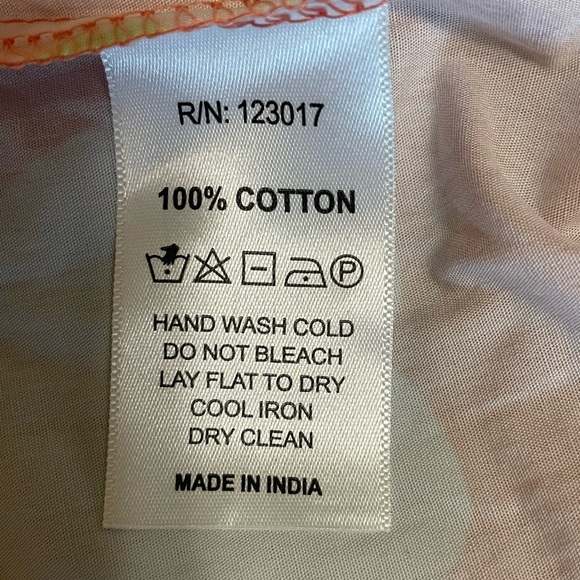 R/N: 123017
100% COTTON
P
HAND WASH COLD
DO NOT BLEACH
LAY FLAT TO DRY
COOL IRON
DRY CLEAN
MADE IN INDIA